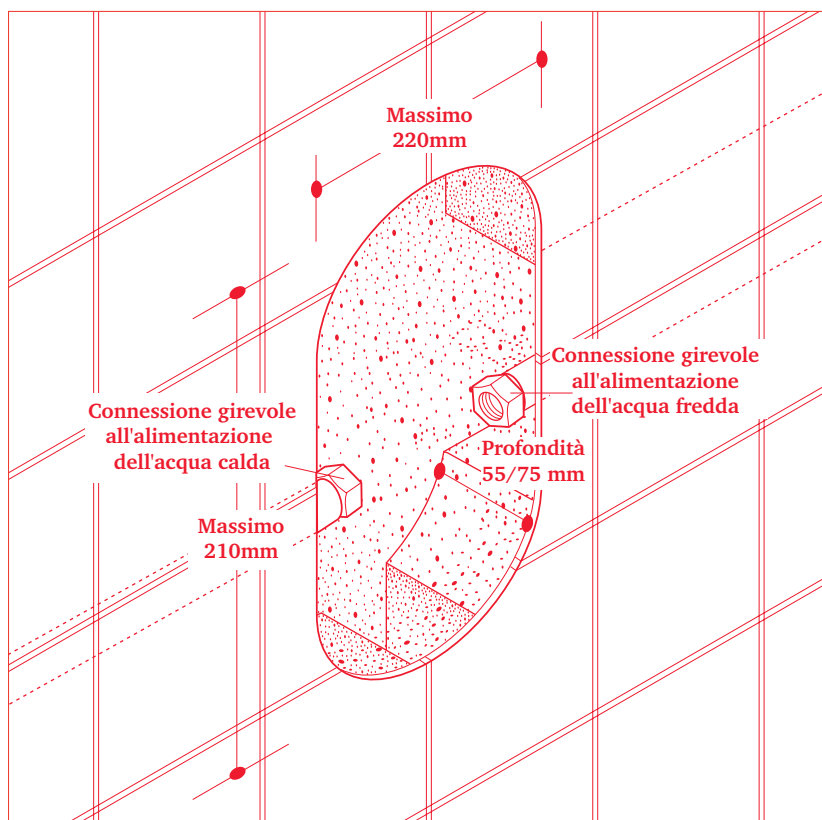 Massimo
220mm
Connessione girevole
all'alimentazione
dell'acqua fredda
Connessione girevole
all'alimentazione
dell'acqua calda
Profondità
55/75 mm
Massimo
210mm